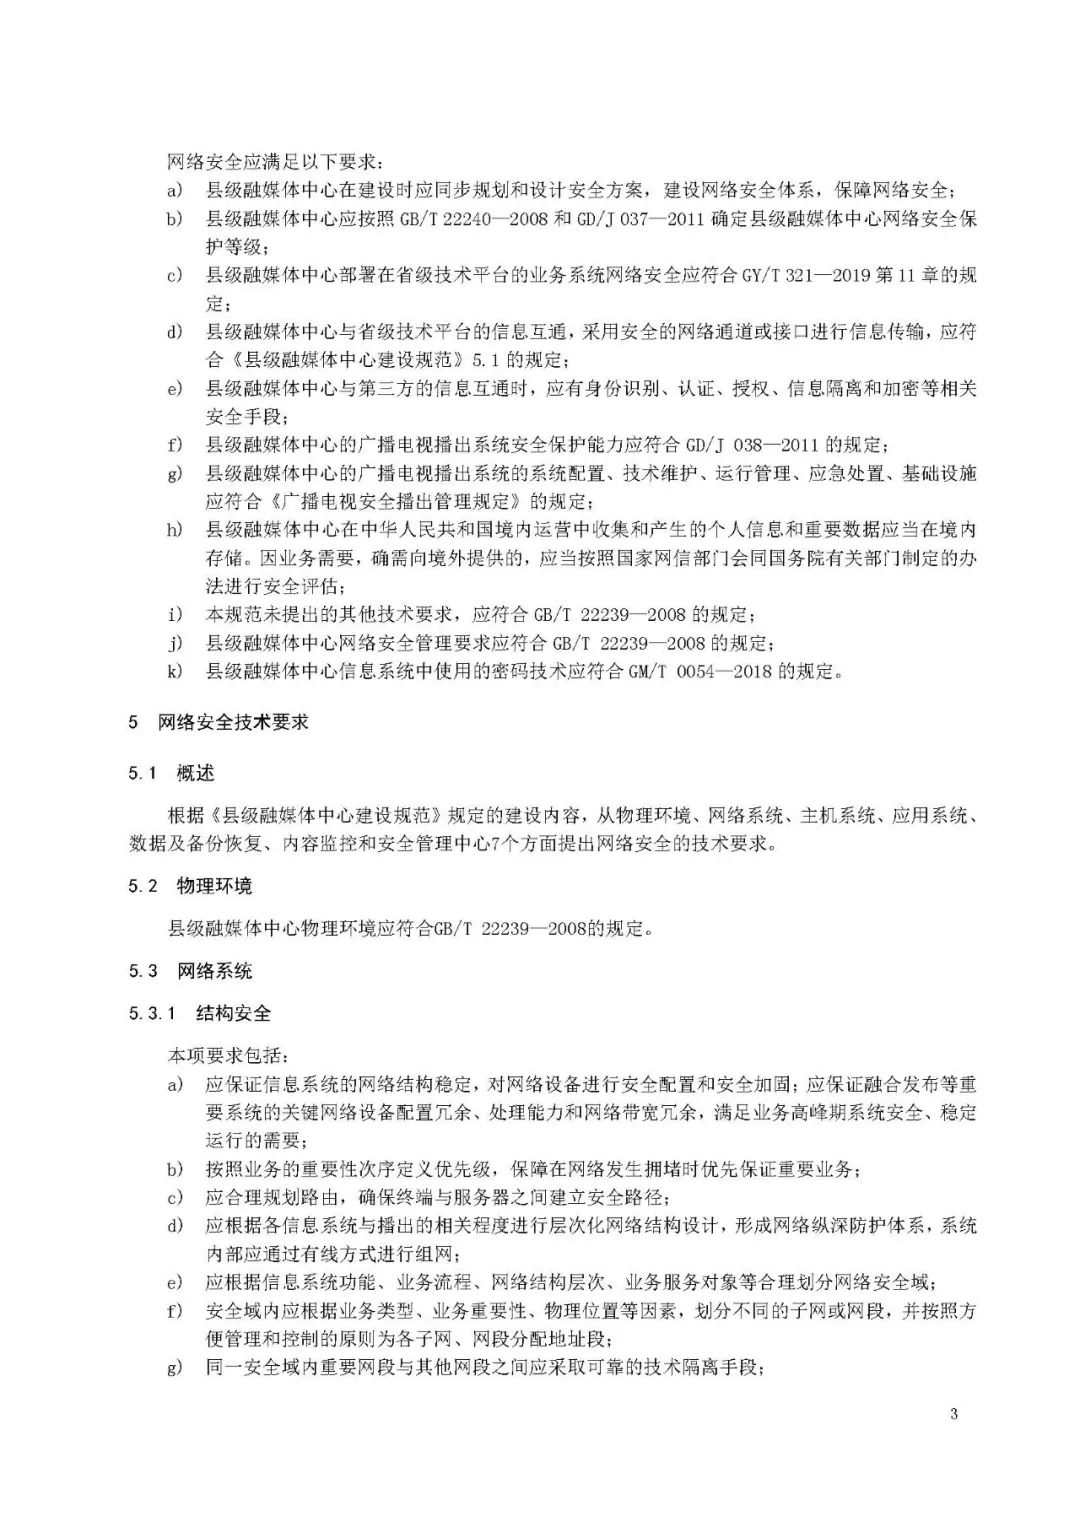 网络安全应满足以下要求：
a) 县级融媒体中心在建设时应同步规划和设计安全方案，建设网络安全体系，保障网络安全；
b) 县级融媒体中心应按照 GB/T 22240—2008 和 GD/J 037—2011 确定县级融媒体中心网络安全保
护等级；
c) 县级融媒体中心部署在省级技术平台的业务系统网络安全应符合 GY/T 321—2019 第 11 章的规
定；
d) 县级融媒体中心与省级技术平台的信息互通，采用安全的网络通道或接口进行信息传输，应符
合《县级融媒体中心建设规范》5.1 的规定；
e) 县级融媒体中心与第三方的信息互通时，应有身份识别、认证、授权、信息隔离和加密等相关
安全手段；
f) 县级融媒体中心的广播电视播出系统安全保护能力应符合 GD/J 038—2011 的规定；
g) 县级融媒体中心的广播电视播出系统的系统配置、技术维护、运行管理、应急处置、基础设施
应符合《广播电视安全播出管理规定》的规定；
h) 县级融媒体中心在中华人民共和国境内运营中收集和产生的个人信息和重要数据应当在境内
存储。因业务需要，确需向境外提供的，应当按照国家网信部门会同国务院有关部门制定的办
法进行安全评估；
i) 本规范未提出的其他技术要求，应符合 GB/T 22239—2008 的规定；
j) 县级融媒体中心网络安全管理要求应符合 GB/T 22239—2008 的规定；
k) 县级融媒体中心信息系统中使用的密码技术应符合 GM/T 0054—2018 的规定。
5 网络安全技术要求
5.1 概述
根据《县级融媒体中心建设规范》规定的建设内容，从物理环境、网络系统、主机系统、应用系统、
数据及备份恢复、内容监控和安全管理中心7个方面提出网络安全的技术要求。
5.2 物理环境
县级融媒体中心物理环境应符合GB/T 22239—2008的规定。
5.3 网络系统
5.3.1 结构安全
本项要求包括：
a) 应保证信息系统的网络结构稳定，对网络设备进行安全配置和安全加固；应保证融合发布等重
要系统的关键网络设备配置冗余、处理能力和网络带宽冗余，满足业务高峰期系统安全、稳定
运行的需要；
b) 按照业务的重要性次序定义优先级，保障在网络发生拥堵时优先保证重要业务；
c) 应合理规划路由，确保终端与服务器之间建立安全路径；
d) 应根据各信息系统与播出的相关程度进行层次化网络结构设计，形成网络纵深防护体系，系统
内部应通过有线方式进行组网；
e) 应根据信息系统功能、业务流程、网络结构层次、业务服务对象等合理划分网络安全域；
f) 安全域内应根据业务类型、业务重要性、物理位置等因素，划分不同的子网或网段，并按照方
便管理和控制的原则为各子网、网段分配地址段；
g) 同一安全域内重要网段与其他网段之间应采取可靠的技术隔离手段；
3